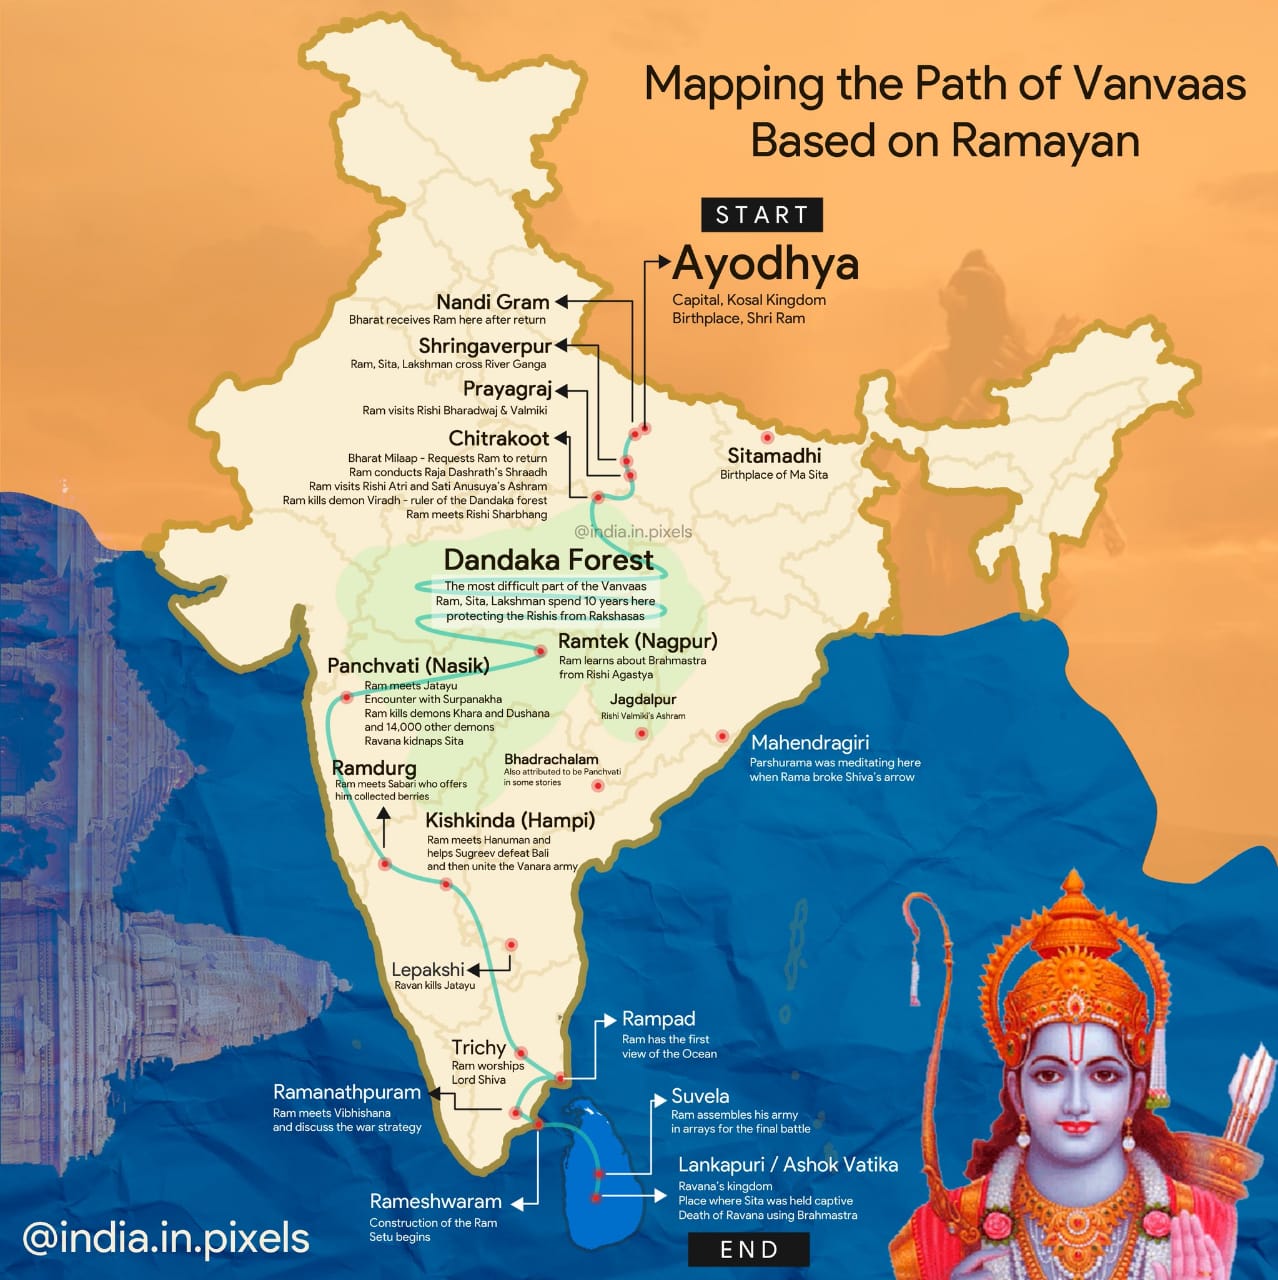 Mapping the Path of Vanvaas
Based on Ramayan
START
Ayodhya
Capital, Kosal Kingdom
Birthplace, Shri Ram
Nandi Gram
Bharat receives Ram here after return
Shringaverpur
Ram, Sita, Lakshman cross River Ganga
Prayagraj
Ram visits Rishi Bharadwaj & Valmiki
Chitrakoot
Bharat Milaap - Requests Ram to return
Ram conducts Raja Dashrath's Shraadh
Ram visits Rishi Atri and Sati Anusuya's Ashram
Ram kills demon Viradh - ruler of the Dandaka forest
Ram meets Rishi Sharbhang
Sitamadhi
Birthplace of Ma Sita
@india.in.pixels
Dandaka Forest
The most difficult part of the Vanvaas
Ram, Sita, Lakshman spend 10 years here
protecting the Rishis from Rakshasas
Ramtek (Nagpur)
Ram learns about Brahmastra
from Rishi Agastya
Panchvati (Nasik)
Ram meets Jatayu
Encounter with Surpanakha
Ram kills demons Khara and Dushana
and 14,000 other demons
Ravana kidnaps Sita
Jagdalpur
Rishi Valmiki's Ashram
Mahendragiri
Parshurama was meditating here
when Rama broke Shiva's arrow
Bhadrachalam
Also attributed to be Panchvati
in some stories
Ramdurg
Ram meets Sabari who offers
him collected berries
Kishkinda (Hampi)
Ram meets Hanuman and
helps Sugreev defeat Bali
and then unite the Vanara army
Lepakshi
Ravan kills Jatayu
Rampad
Ram has the first
view of the Ocean
Trichy
Ram worships
Lord Shiva
Ramanathpuram
Ram meets Vibhishana
and discuss the war strategy
Suvela
Ram assembles his army
in arrays for the final battle
Lankapuri / Ashok Vatika
Ravana's kingdom
Place where Sita was held captive
Death of Ravana using Brahmastra
Rameshwaram
Construction of the Ram
Setu begins
END
@india.in.pixels